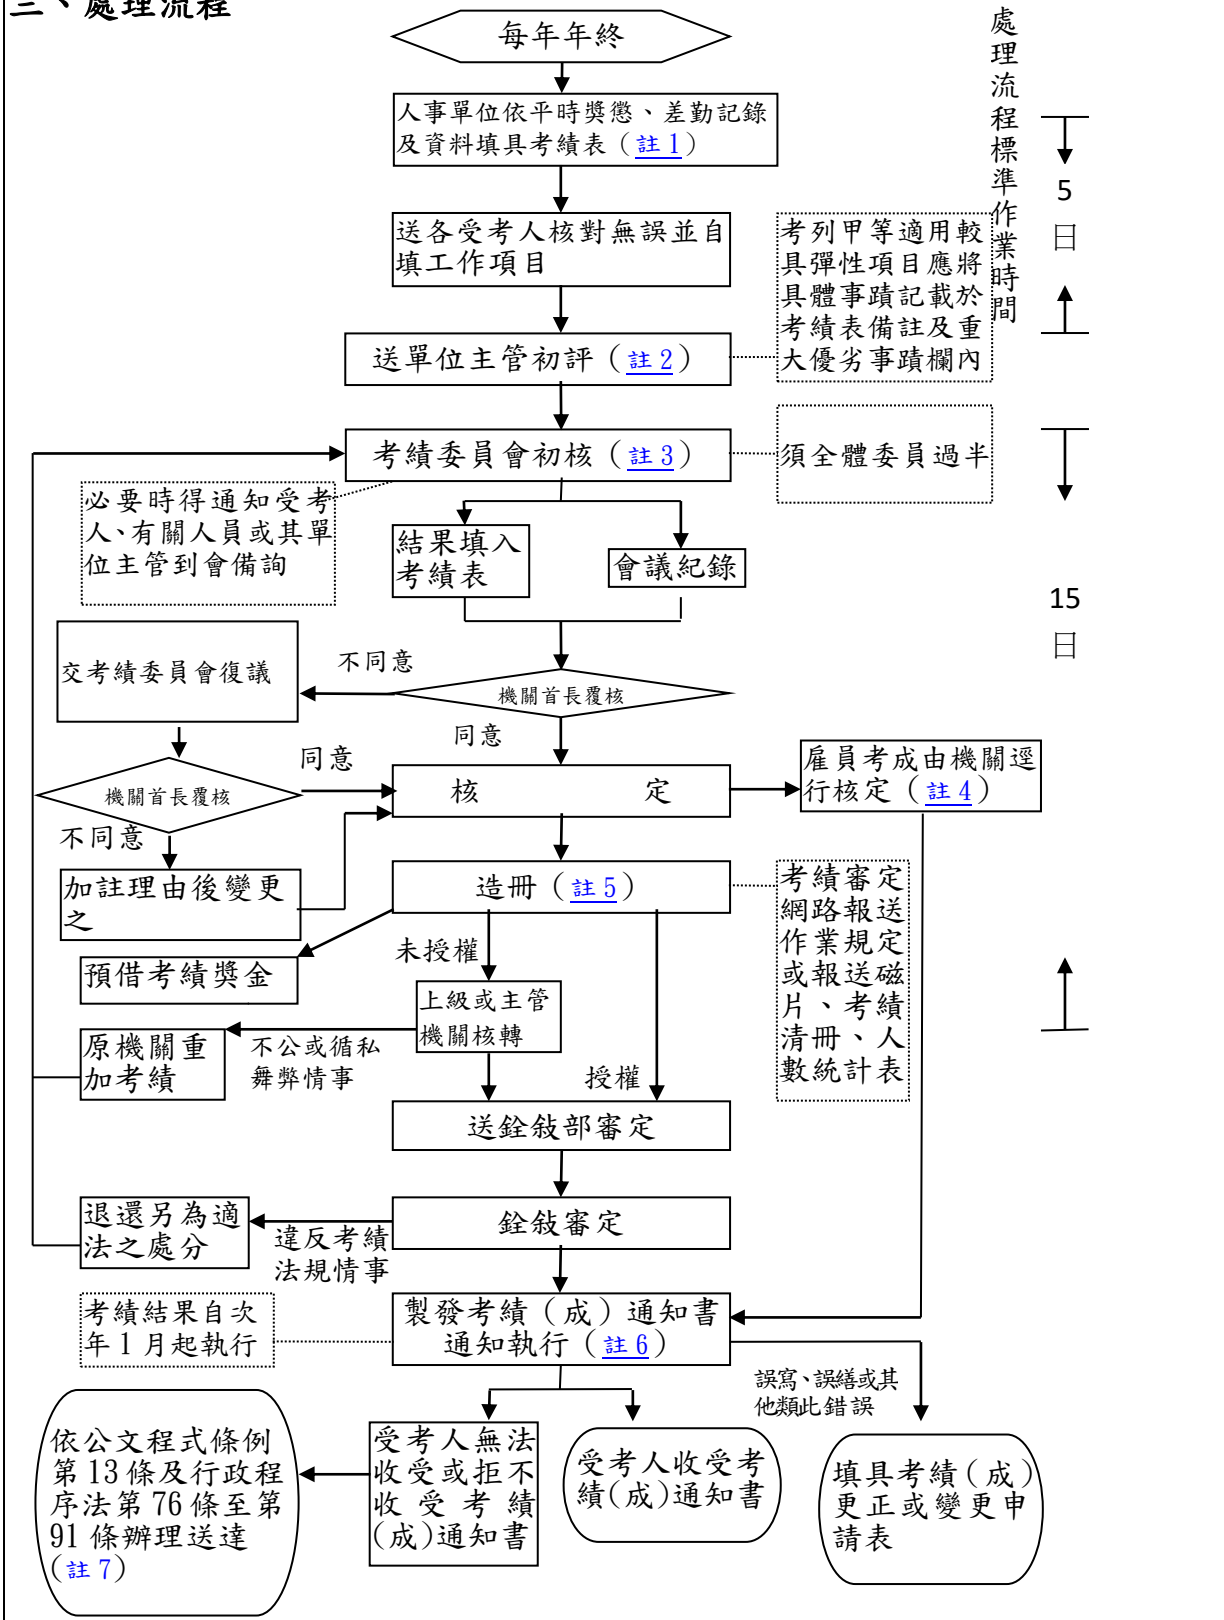 三、處理流程
每年年終
處理流程標準作業時間
人事單位依平時獎懲、差勤記錄
及資料填具考績表（註1）
5
日
送各受考人核對無誤並自
填工作項目
考列甲等適用較
具彈性項目應將
具體事蹟記載於
考績表備註及重
大優劣事蹟欄內
送單位主管初評（註2）
考績委員會初核（註3）
須全體委員過半
必要時得通知受考
人、有關人員或其單
位主管到會備詢
結果填入
考績表
會議紀錄
15
日
交考績委員會復議
不同意
機關首長覆核
同意
機關首長覆核
同意
核 定
雇員考成由機關逕
行核定（註4）
不同意
加註理由後變更
之
造冊（註5）
考績審定
網路報送
作業規定
或報送磁
片、考績
清冊、人
數統計表
預借考績獎金
未授權
上級或主管
機關核轉
原機關重
加考績
不公或循私
舞弊情事
授權
送銓敍部審定
退還另為適
法之處分
違反考績
法規情事
銓敍審定
考績結果自次
年1月起執行
製發考績（成）通知書
通知執行（註6）
誤寫、誤繕或其
他類此錯誤
依公文程式條例
第13條及行政程
序法第76條至第
91條辦理送達
(註7)
受考人無法
收受或拒不
收受考績
(成)通知書
受考人收受考
績(成)通知書
填具考績(成)
更正或變更申
請表